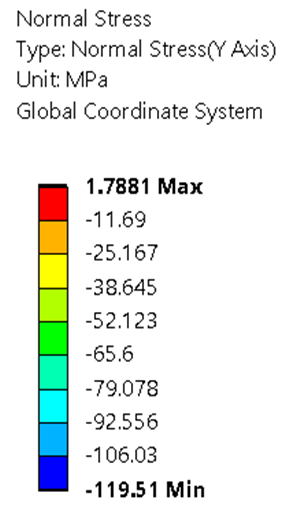 Normal Stress
Type: Normal Stress(Y Axis)
Unit: MPa
Global Coordinate System
1.7881 Max
-11.69
-25.167
-38.645
-52.123
-65.6
-79.078
-92.556
-106.03
-119.51 Min